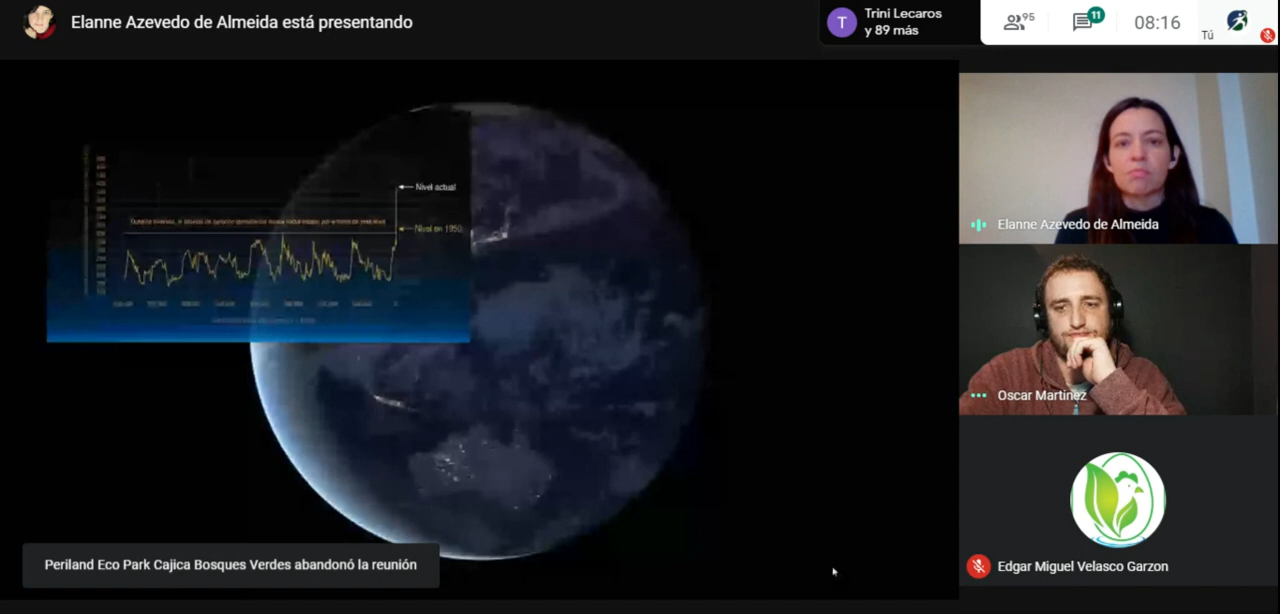 Elanne Azevedo de Almeida está presentando
T
Trini Lecaros
y 89 más
95
11
08:16
Tú
Nivel actual
Nivel en 1950
Elanne Azevedo de Almeida
Oscar Martinez
Periland Eco Park Cajica Bosques Verdes abandonó la reunión
Edgar Miguel Velasco Garzon